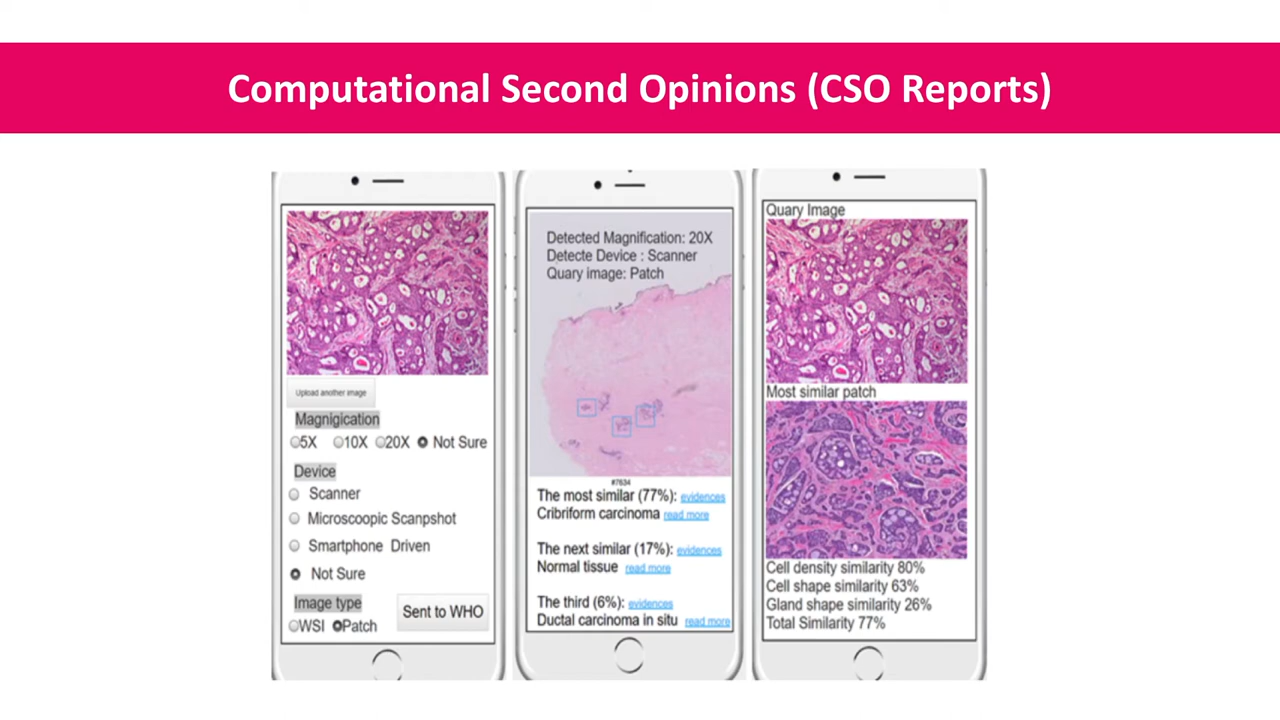 Computational Second Opinions (CSO Reports)
Upload another image
Magnigication
5X 10X 20X Not Sure
Device
Scanner
Microscoopic Scanpshot
Smartphone Driven
Not Sure
Image type
WSI Patch
Sent to WHO
Detected Magnification: 20X
Detecte Device : Scanner
Quary image: Patch
#7634
The most similar (77%): evidences
Cribriform carcinoma read more
The next similar (17%): evidences
Normal tissue read more
The third (6%): evidences
Ductal carcinoma in situ read more
Quary Image
Most similar patch
Cell density similarity 80%
Cell shape similarity 63%
Gland shape similarity 26%
Total Similarity 77%